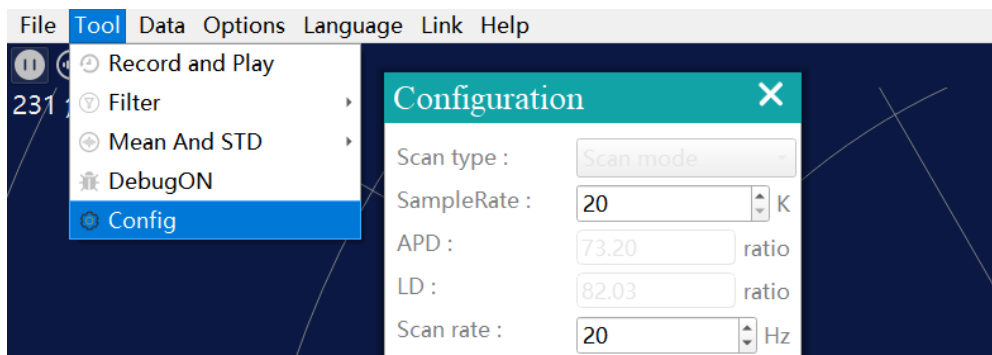 File Tool Data Options Language Link Help
Record and Play
231
Filter
Mean And STD
DebugON
Config
Configuration
Scan type :
Scan mode
SampleRate :
20
K
APD :
73.20
ratio
LD :
82.03
ratio
Scan rate :
20
Hz